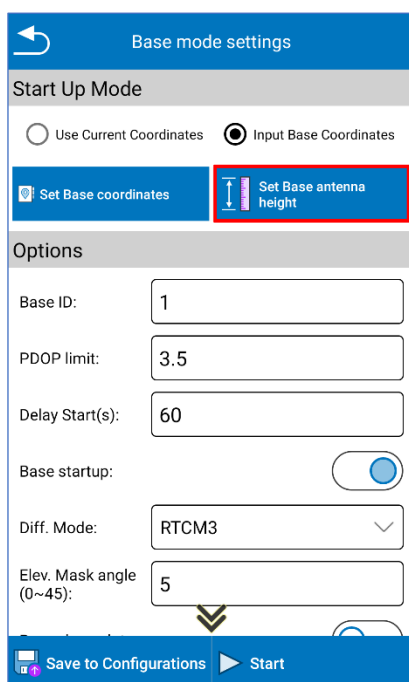 Base mode settings
Start Up Mode
Use Current Coordinates
Input Base Coordinates
Set Base coordinates
Set Base antenna
height
Options
Base ID:
1
PDOP limit:
3.5
Delay Start(s):
60
Base startup:
Diff. Mode:
RTCM3
Elev. Mask angle
(0~45):
5
Save to Configurations
Start